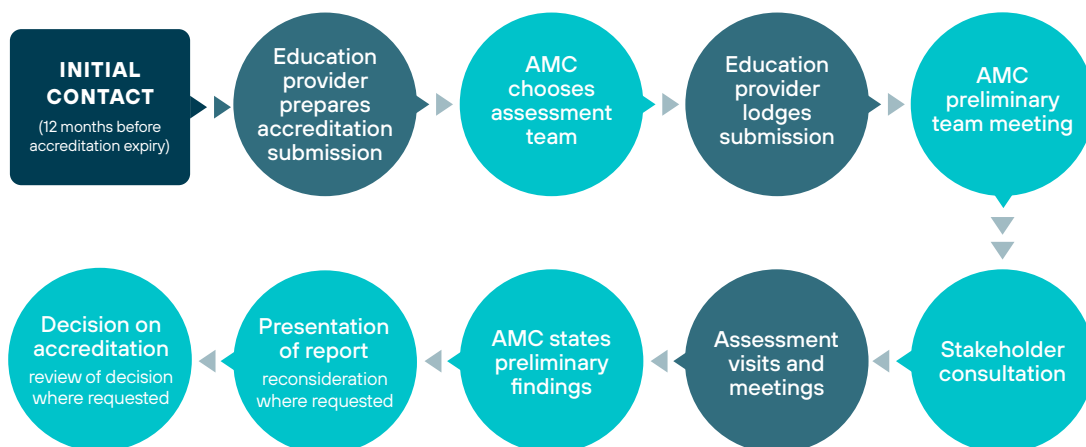 INITIAL
CONTACT
(12 months before
accreditation expiry)
Education
provider
prepares
accreditation
submission
AMC
chooses
assessment
team
Education
provider
lodges
submission
AMC
preliminary
team meeting
Stakeholder
consultation
Assessment
visits and
meetings
AMC states
preliminary
findings
Presentation
of report
reconsideration
where requested
Decision on
accreditation
review of decision
where requested